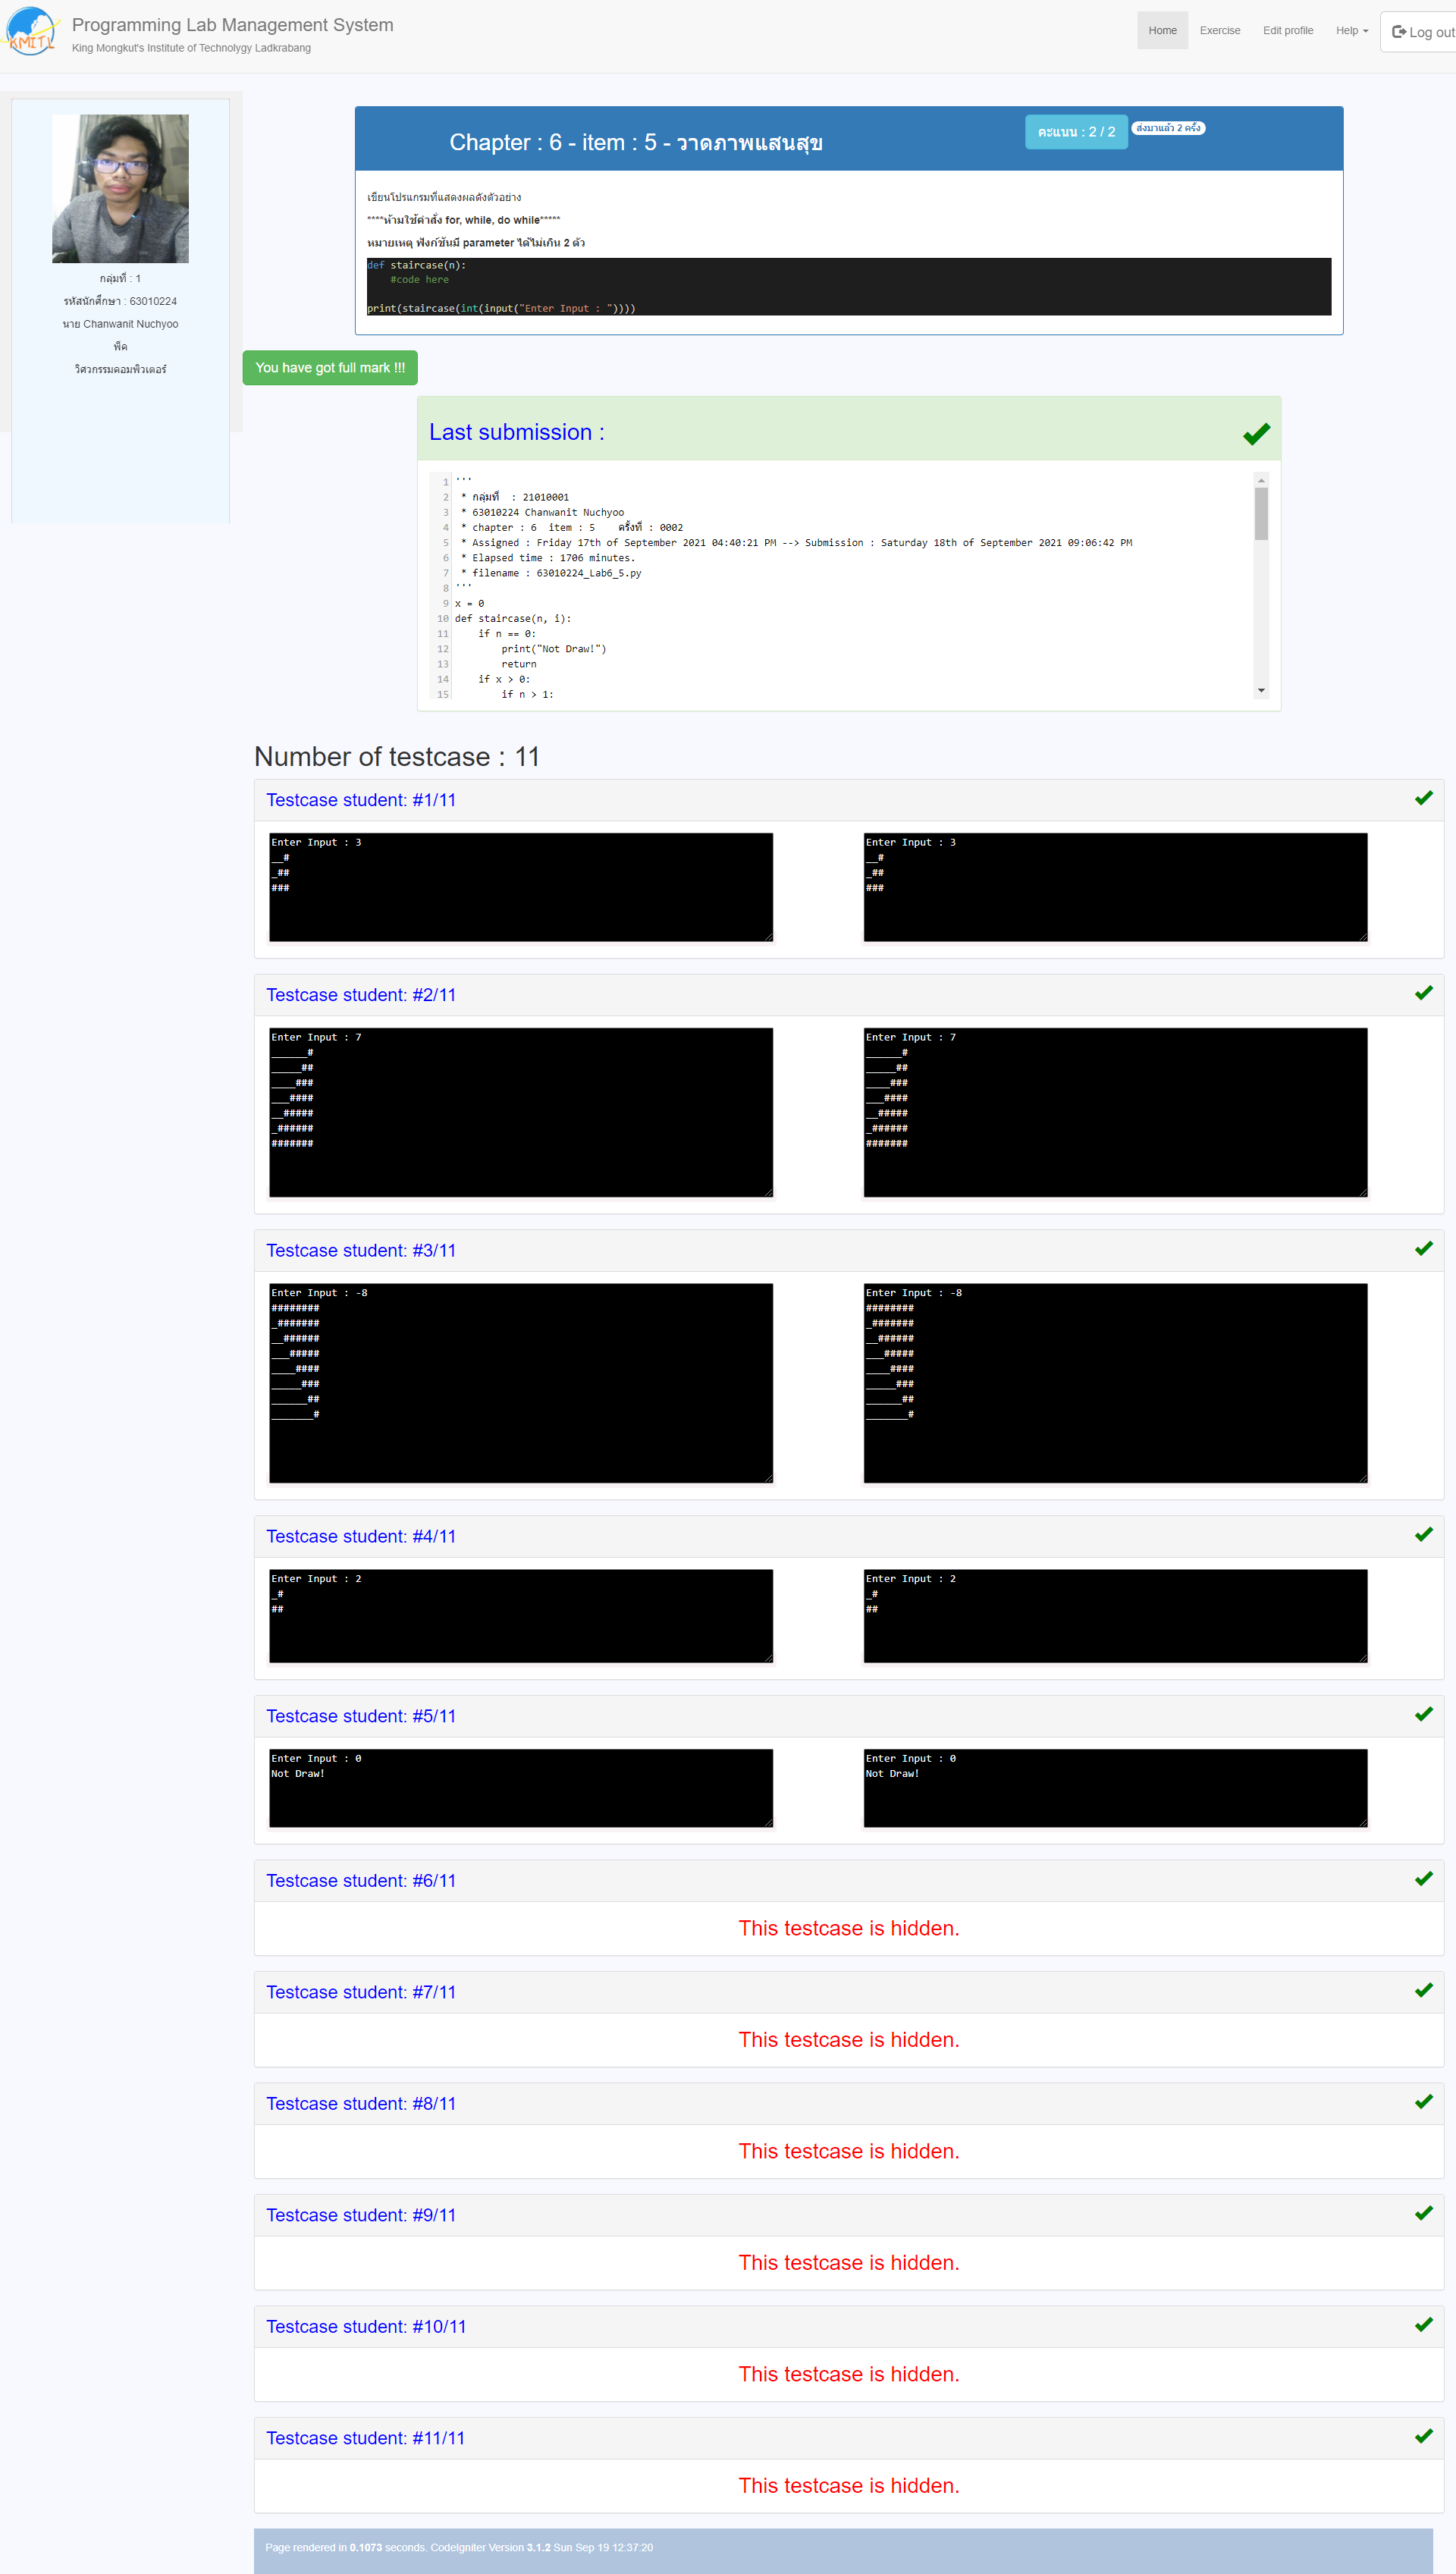 Programming Lab Management System
King Mongkut's Institute of Technolygy Ladkrabang
Home
Exercise
Edit profile
Help
Log out
KMITL
กลุ่มที่ : 1
รหัสนักศึกษา : 63010224
นาย Chanwanit Nuchyoo
พีค
วิศวกรรมคอมพิวเตอร์
Chapter : 6 - item : 5 - วาดภาพแสนสุข
คะแนน : 2 / 2
ส่งมาแล้ว 2 ครั้ง
เขียนโปรแกรมที่แสดงผลดังตัวอย่าง
****ห้ามใช้คำสั่ง for, while, do while*****
หมายเหตุ ฟังก์ชันมี parameter ได้ไม่เกิน 2 ตัว
def staircase(n):
#code here
print(staircase(int(input("Enter Input : "))))
You have got full mark !!!
Last submission :
1 '''
2 * กลุ่มที่ : 21010001
3 * 63010224 Chanwanit Nuchyoo
4 * chapter : 6 item : 5 ครั้งที่ : 0002
5 * Assigned : Friday 17th of September 2021 04:40:21 PM --> Submission : Saturday 18th of September 2021 09:06:42 PM
6 * Elapsed time : 1706 minutes.
7 * filename : 63010224_Lab6_5.py
8 '''
9 x = 0
10 def staircase(n, i):
11 if n == 0:
12 print("Not Draw!")
13 return
14 if x > 0:
15 if n > 1:
Number of testcase : 11
Testcase student: #1/11
Enter Input : 3
__#
_##
###
Enter Input : 3
__#
_##
###
Testcase student: #2/11
Enter Input : 7
______#
_____##
____###
___####
__#####
_######
#######
Enter Input : 7
______#
_____##
____###
___####
__#####
_######
#######
Testcase student: #3/11
Enter Input : -8
########
_#######
__######
___#####
____####
_____###
______##
_______#
Enter Input : -8
########
_#######
__######
___#####
____####
_____###
______##
_______#
Testcase student: #4/11
Enter Input : 2
_#
##
Enter Input : 2
_#
##
Testcase student: #5/11
Enter Input : 0
Not Draw!
Enter Input : 0
Not Draw!
Testcase student: #6/11
This testcase is hidden.
Testcase student: #7/11
This testcase is hidden.
Testcase student: #8/11
This testcase is hidden.
Testcase student: #9/11
This testcase is hidden.
Testcase student: #10/11
This testcase is hidden.
Testcase student: #11/11
This testcase is hidden.
Page rendered in 0.1073 seconds. CodeIgniter Version 3.1.2 Sun Sep 19 12:37:20